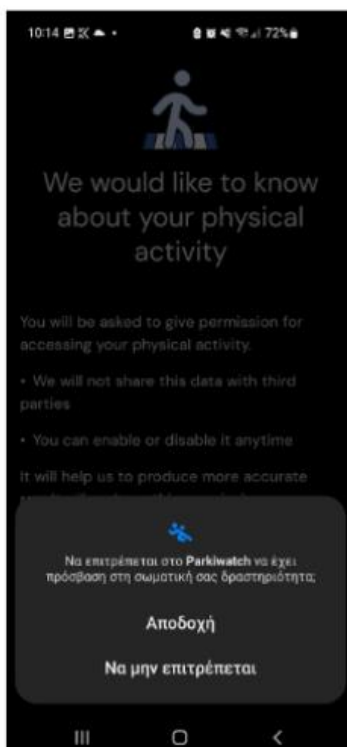 10:14
72%
We would like to know
about your physical
activity
You will be asked to give permission for
accessing your physical activity.
• We will not share this data with third
parties
• You can enable or disable it anytime
It will help us to produce more accurate
Να επιτρέπεται στο Parkiwatch να έχει
πρόσβαση στη σωματική σας δραστηριότητα;
Αποδοχή
Να μην επιτρέπεται